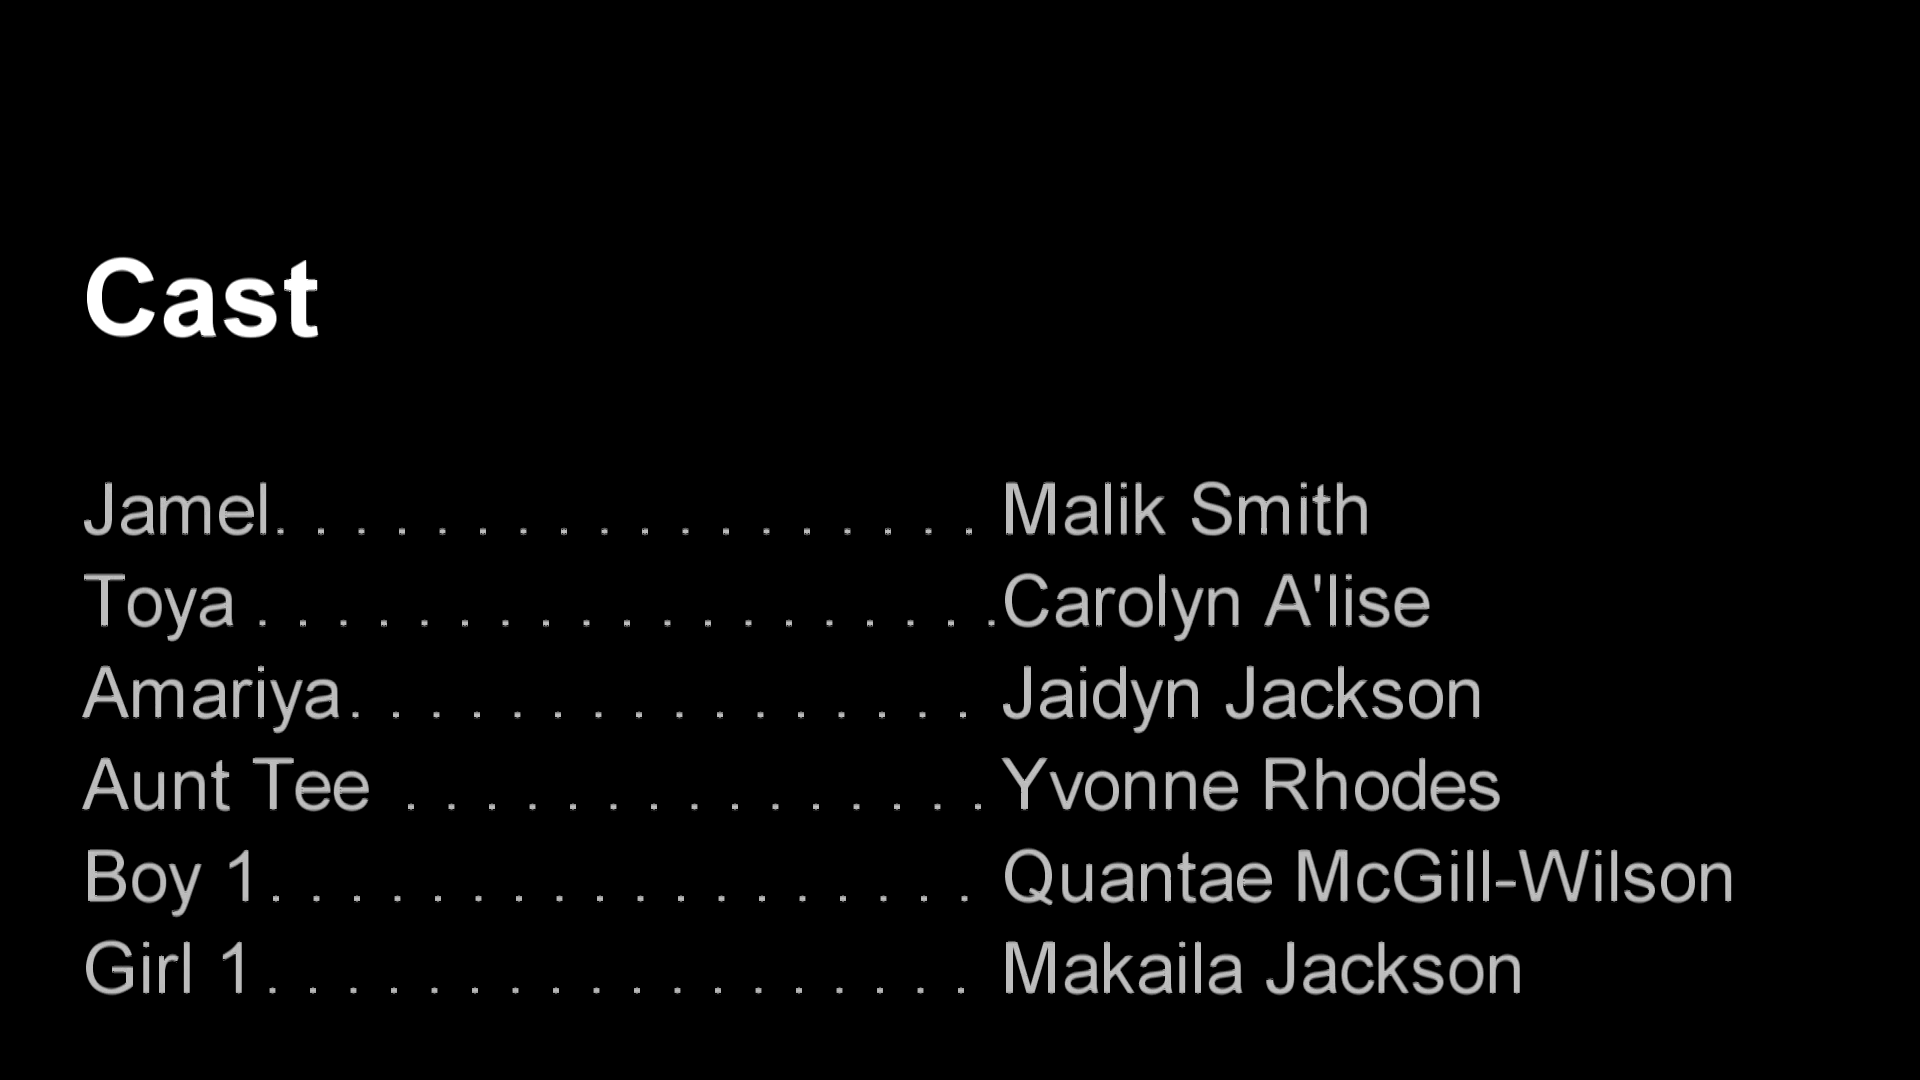 Cast
Jamel. . . . . . . . . . . . . . . . . . Malik Smith
Toya . . . . . . . . . . . . . . . . . . .Carolyn A'lise
Amariya. . . . . . . . . . . . . . . . Jaidyn Jackson
Aunt Tee . . . . . . . . . . . . . . . Yvonne Rhodes
Boy 1. . . . . . . . . . . . . . . . . . Quantae McGill-Wilson
Girl 1 . . . . . . . . . . . . . . . . . . Makaila Jackson